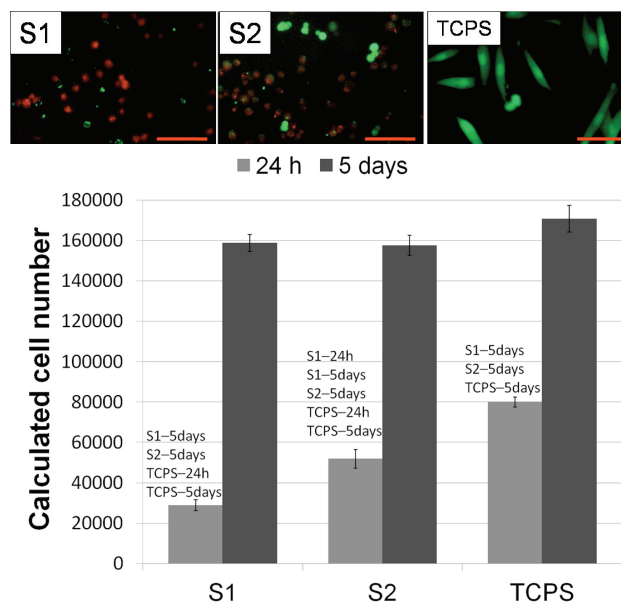 S1
S2
TCPS
24 h
5 days
180000
160000
140000
120000
100000
80000
60000
40000
20000
0
Calculated cell number
S1–5days
S2–5days
TCPS–24h
TCPS–5days
S1–24h
S1–5days
S2–5days
TCPS–24h
TCPS–5days
S1–5days
S2–5days
TCPS–5days
S1
S2
TCPS